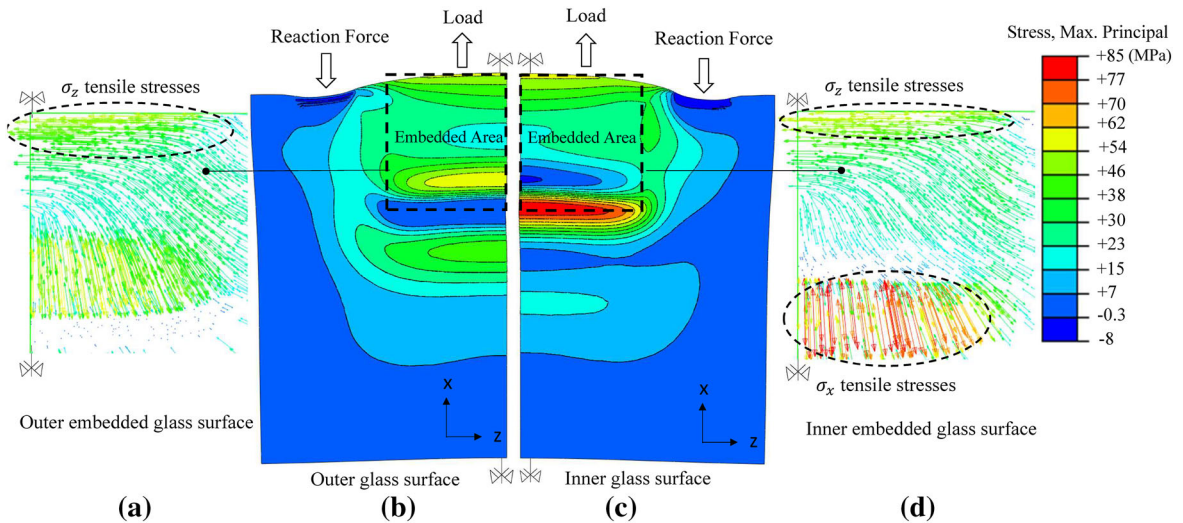 Load
Load
Reaction Force
Reaction Force
Stress, Max. Principal
+85 (MPa)
+77
+70
+62
+54
+46
+38
+30
+23
+15
+7
-0.3
-8
σz tensile stresses
σz tensile stresses
Embedded Area
Embedded Area
σx tensile stresses
X
Z
X
Z
Outer embedded glass surface
Inner embedded glass surface
Outer glass surface
Inner glass surface
(a)
(b)
(c)
(d)